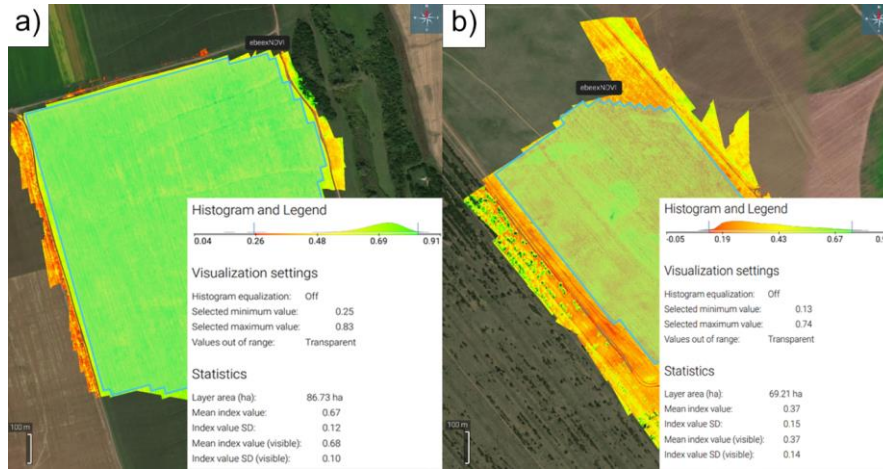 a)
ebeexNDVI
Histogram and Legend
0.04 0.26 0.48 0.69 0.91
Visualization settings
Histogram equalization: Off
Selected minimum value: 0.25
Selected maximum value: 0.83
Values out of range: Transparent
Statistics
Layer area (ha): 86.73 ha
Mean index value: 0.67
Index value SD: 0.12
Mean index value (visible): 0.68
Index value SD (visible): 0.10
100 m
b)
ebeexNDVI
Histogram and Legend
-0.05 0.19 0.43 0.67 0.9
Visualization settings
Histogram equalization: Off
Selected minimum value: 0.13
Selected maximum value: 0.74
Values out of range: Transparent
Statistics
Layer area (ha): 69.21 ha
Mean index value: 0.37
Index value SD: 0.15
Mean index value (visible): 0.37
Index value SD (visible): 0.14
100 m